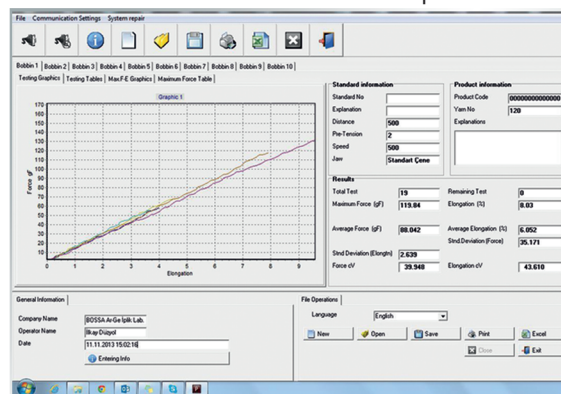 File Communication Settings System repair
Bobbin 1 Bobbin 2 Bobbin 3 Bobbin 4 Bobbin 5 Bobbin 6 Bobbin 7 Bobbin 8 Bobbin 9 Bobbin 10
Testing Graphics Testing Tables Max.F-E Graphics Maximum Force Table
Graphic 1
170
160
150
140
130
120
110
100
90
80
70
60
50
40
30
20
10
Force gF
0 1 2 3 4 5 6 7 8 9
Elongation
Standard information
Standard No
Explanation
Distance 500
Pre-Tension 2
Speed 500
Jaw Standart Çene
Product information
Product Code 0000000000000
Yarn No 120
Explanations
Results
Total Test 19 Remaining Test 0
Maximum Force (gF) 119.84 Elongation (%) 8.03
Average Force (gF) 88.042 Average Elongation (%) 6.052
Stnd.Deviation (Force) 35.171
Stnd Deviation (Elongtn) 2.639
Force cV 39.948 Elongation cV 43.610
General Information
Company Name BOSSA Ar-Ge İplik Lab.
Operator Name İlkay Düzyol
Date 11.11.2013 15:02:16
Entering Info
File Operations
Language English
New Open Save Print Excel
Close Exit